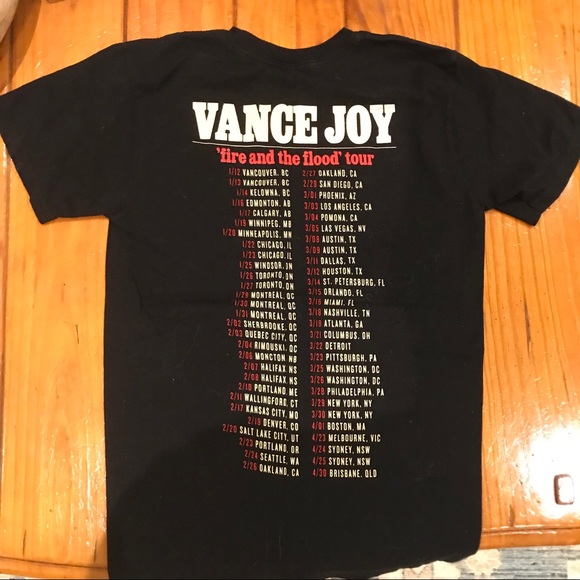 VANCE JOY
'fire and the flood' tour
1/12 VANCOUVER, BC
1/13 VANCOUVER, BC
1/14 KELOWNA, BC
1/16 EDMONTON, AB
1/17 CALGARY, AB
1/19 WINNIPEG, MB
1/20 MINNEAPOLIS, MN
1/22 CHICAGO, IL
1/23 CHICAGO, IL
1/25 WINDSOR, ON
1/26 TORONTO, ON
1/27 TORONTO, ON
1/29 MONTREAL, QC
1/30 MONTREAL, QC
1/31 MONTREAL, QC
2/02 SHERBROOKE, QC
2/03 QUEBEC CITY, QC
2/04 RIMOUSKI, QC
2/06 MONCTON NB
2/07 HALIFAX NS
2/08 HALIFAX, NS
2/10 PORTLAND, ME
2/11 WALLINGFORD, CT
2/17 KANSAS CITY, MO
2/19 DENVER, CO
2/20 SALT LAKE CITY, UT
2/23 PORTLAND, OR
2/24 SEATTLE, WA
2/26 OAKLAND, CA
2/27 OAKLAND, CA
2/29 SAN DIEGO, CA
3/01 PHOENIX, AZ
3/03 LOS ANGELES, CA
3/04 POMONA, CA
3/05 LAS VEGAS, NV
3/08 AUSTIN, TX
3/09 AUSTIN, TX
3/11 DALLAS, TX
3/12 HOUSTON, TX
3/14 ST. PETERSBURG, FL
3/15 ORLANDO, FL
3/16 MIAMI, FL
3/18 NASHVILLE, TN
3/19 ATLANTA, GA
3/21 COLUMBUS, OH
3/22 DETROIT
3/23 PITTSBURGH, PA
3/25 WASHINGTON, DC
3/26 WASHINGTON, DC
3/28 PHILADELPHIA, PA
3/29 NEW YORK, NY
3/30 NEW YORK, NY
4/01 BOSTON, MA
4/23 MELBOURNE, VIC
4/24 SYDNEY, NSW
4/25 SYDNEY, NSW
4/30 BRISBANE, QLD